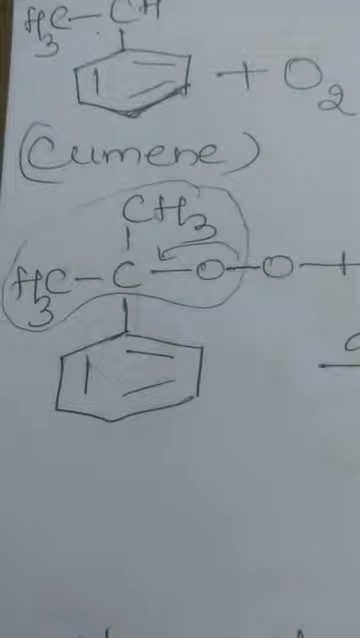 H3C - CH
+ O2
(Cumene)
CH3
H3C - C - O - O - +